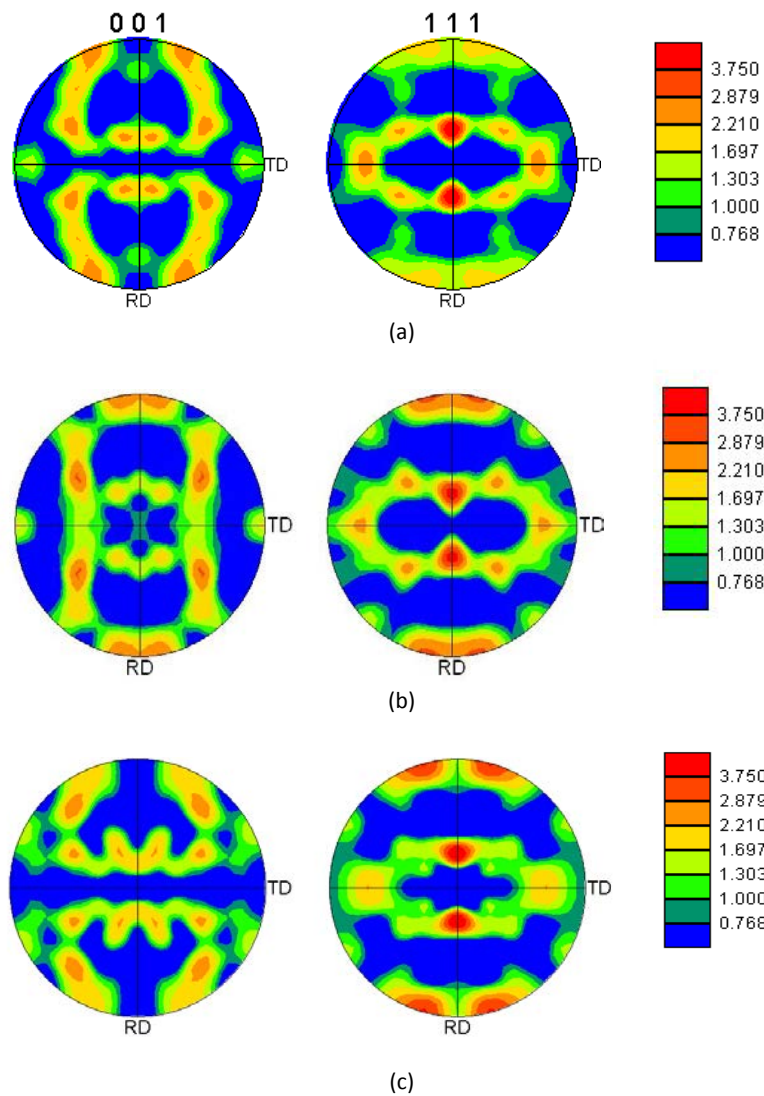 0 0 1
1 1 1
TD
TD
RD
RD
3.750
2.879
2.210
1.697
1.303
1.000
0.768
(a)
TD
TD
RD
RD
3.750
2.879
2.210
1.697
1.303
1.000
0.768
(b)
TD
TD
RD
RD
3.750
2.879
2.210
1.697
1.303
1.000
0.768
(c)